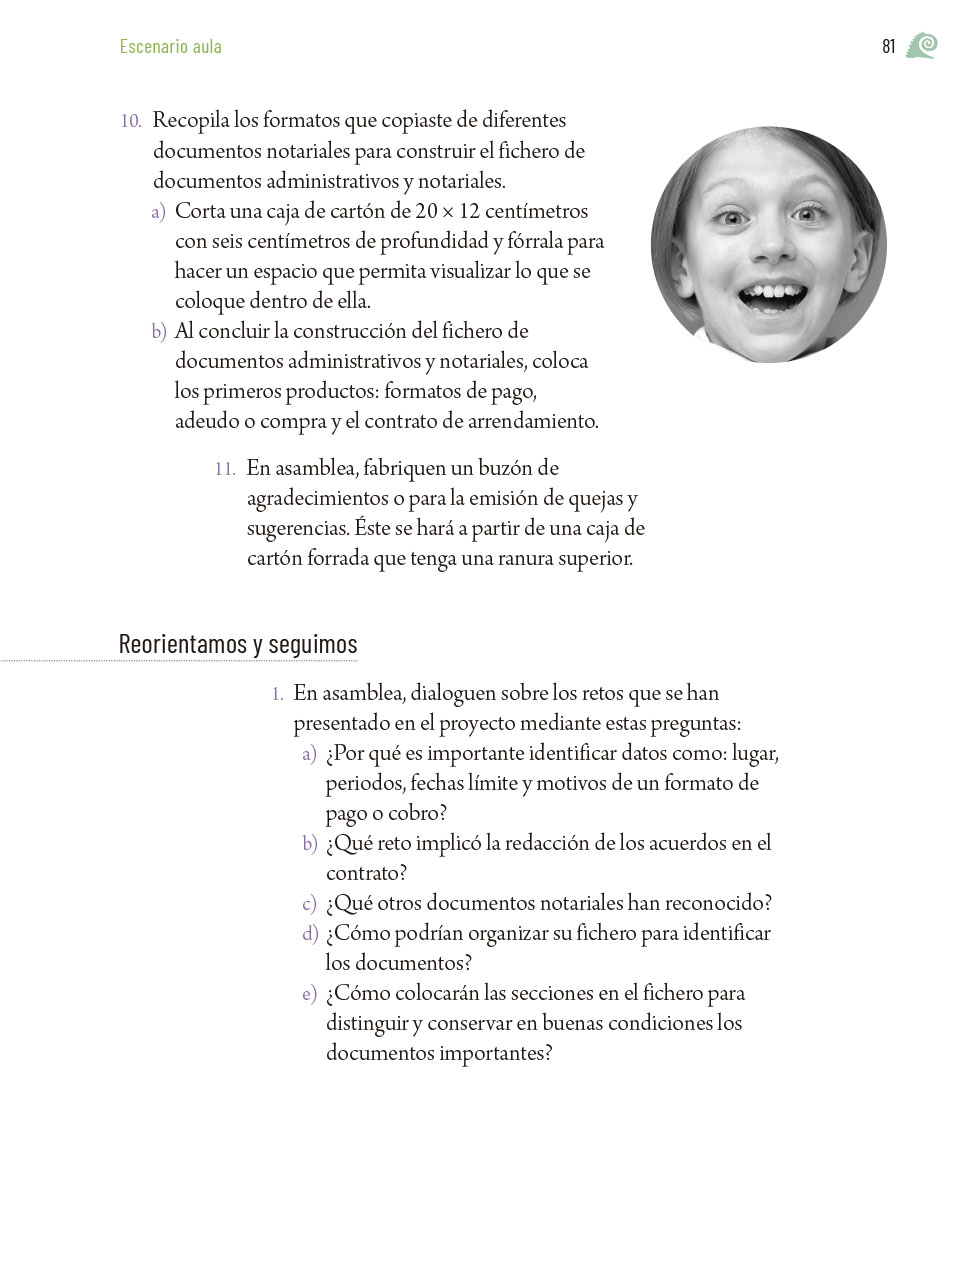 Escenario aula
81
10. Recopila los formatos que copiaste de diferentes
documentos notariales para construir el fichero de
documentos administrativos y notariales.
a) Corta una caja de cartón de 20 × 12 centímetros
con seis centímetros de profundidad y fórrala para
hacer un espacio que permita visualizar lo que se
coloque dentro de ella.
b) Al concluir la construcción del fichero de
documentos administrativos y notariales, coloca
los primeros productos: formatos de pago,
adeudo o compra y el contrato de arrendamiento.
11. En asamblea, fabriquen un buzón de
agradecimientos o para la emisión de quejas y
sugerencias. Éste se hará a partir de una caja de
cartón forrada que tenga una ranura superior.
Reorientamos y seguimos
1. En asamblea, dialoguen sobre los retos que se han
presentado en el proyecto mediante estas preguntas:
a) ¿Por qué es importante identificar datos como: lugar,
periodos, fechas límite y motivos de un formato de
pago o cobro?
b) ¿Qué reto implicó la redacción de los acuerdos en el
contrato?
c) ¿Qué otros documentos notariales han reconocido?
d) ¿Cómo podrían organizar su fichero para identificar
los documentos?
e) ¿Cómo colocarán las secciones en el fichero para
distinguir y conservar en buenas condiciones los
documentos importantes?